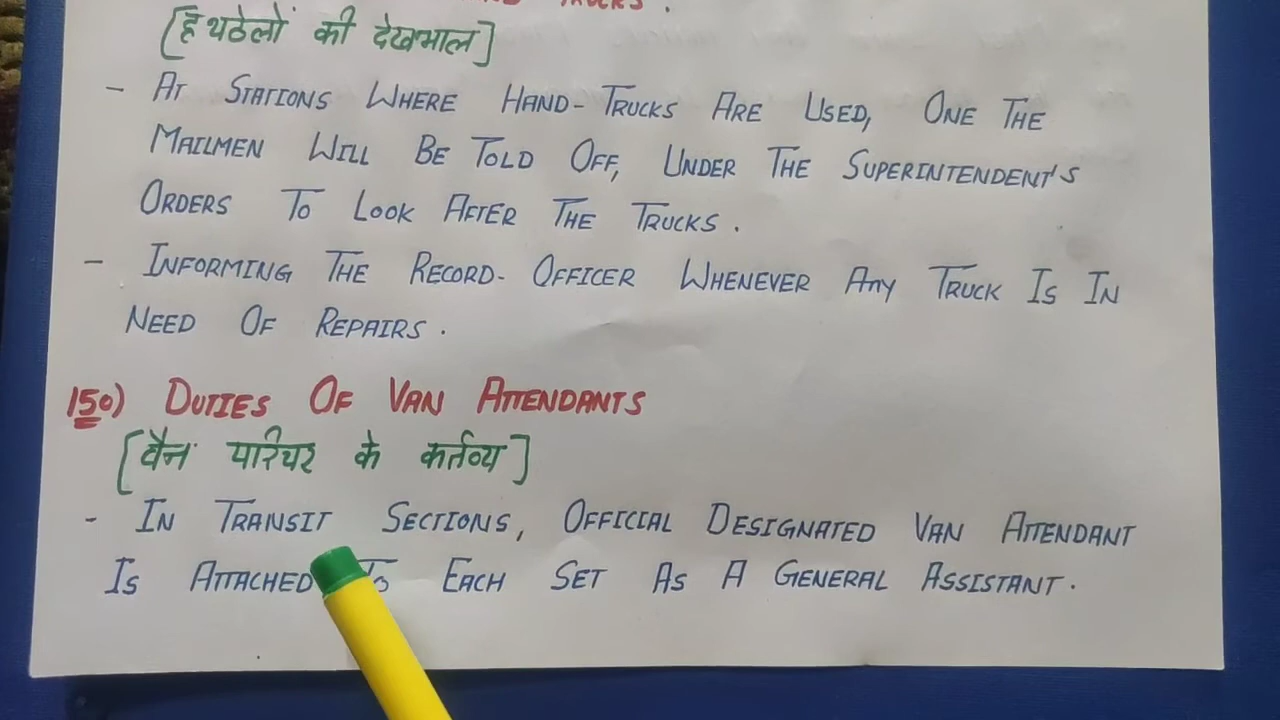 TRUCKS.
[हथठेलों की देखभाल]
- AT STATIONS WHERE HAND-TRUCKS ARE USED, ONE THE
MAILMEN WILL BE TOLD OFF, UNDER THE SUPERINTENDENT'S
ORDERS TO LOOK AFTER THE TRUCKS.
- INFORMING THE RECORD-OFFICER WHENEVER ANY TRUCK IS IN
NEED OF REPAIRS.
150) DUTIES OF VAN ATTENDANTS
[वैन परिचर के कर्तव्य]
- IN TRANSIT SECTIONS, OFFICIAL DESIGNATED VAN ATTENDANT
IS ATTACHED TO EACH SET AS A GENERAL ASSISTANT.